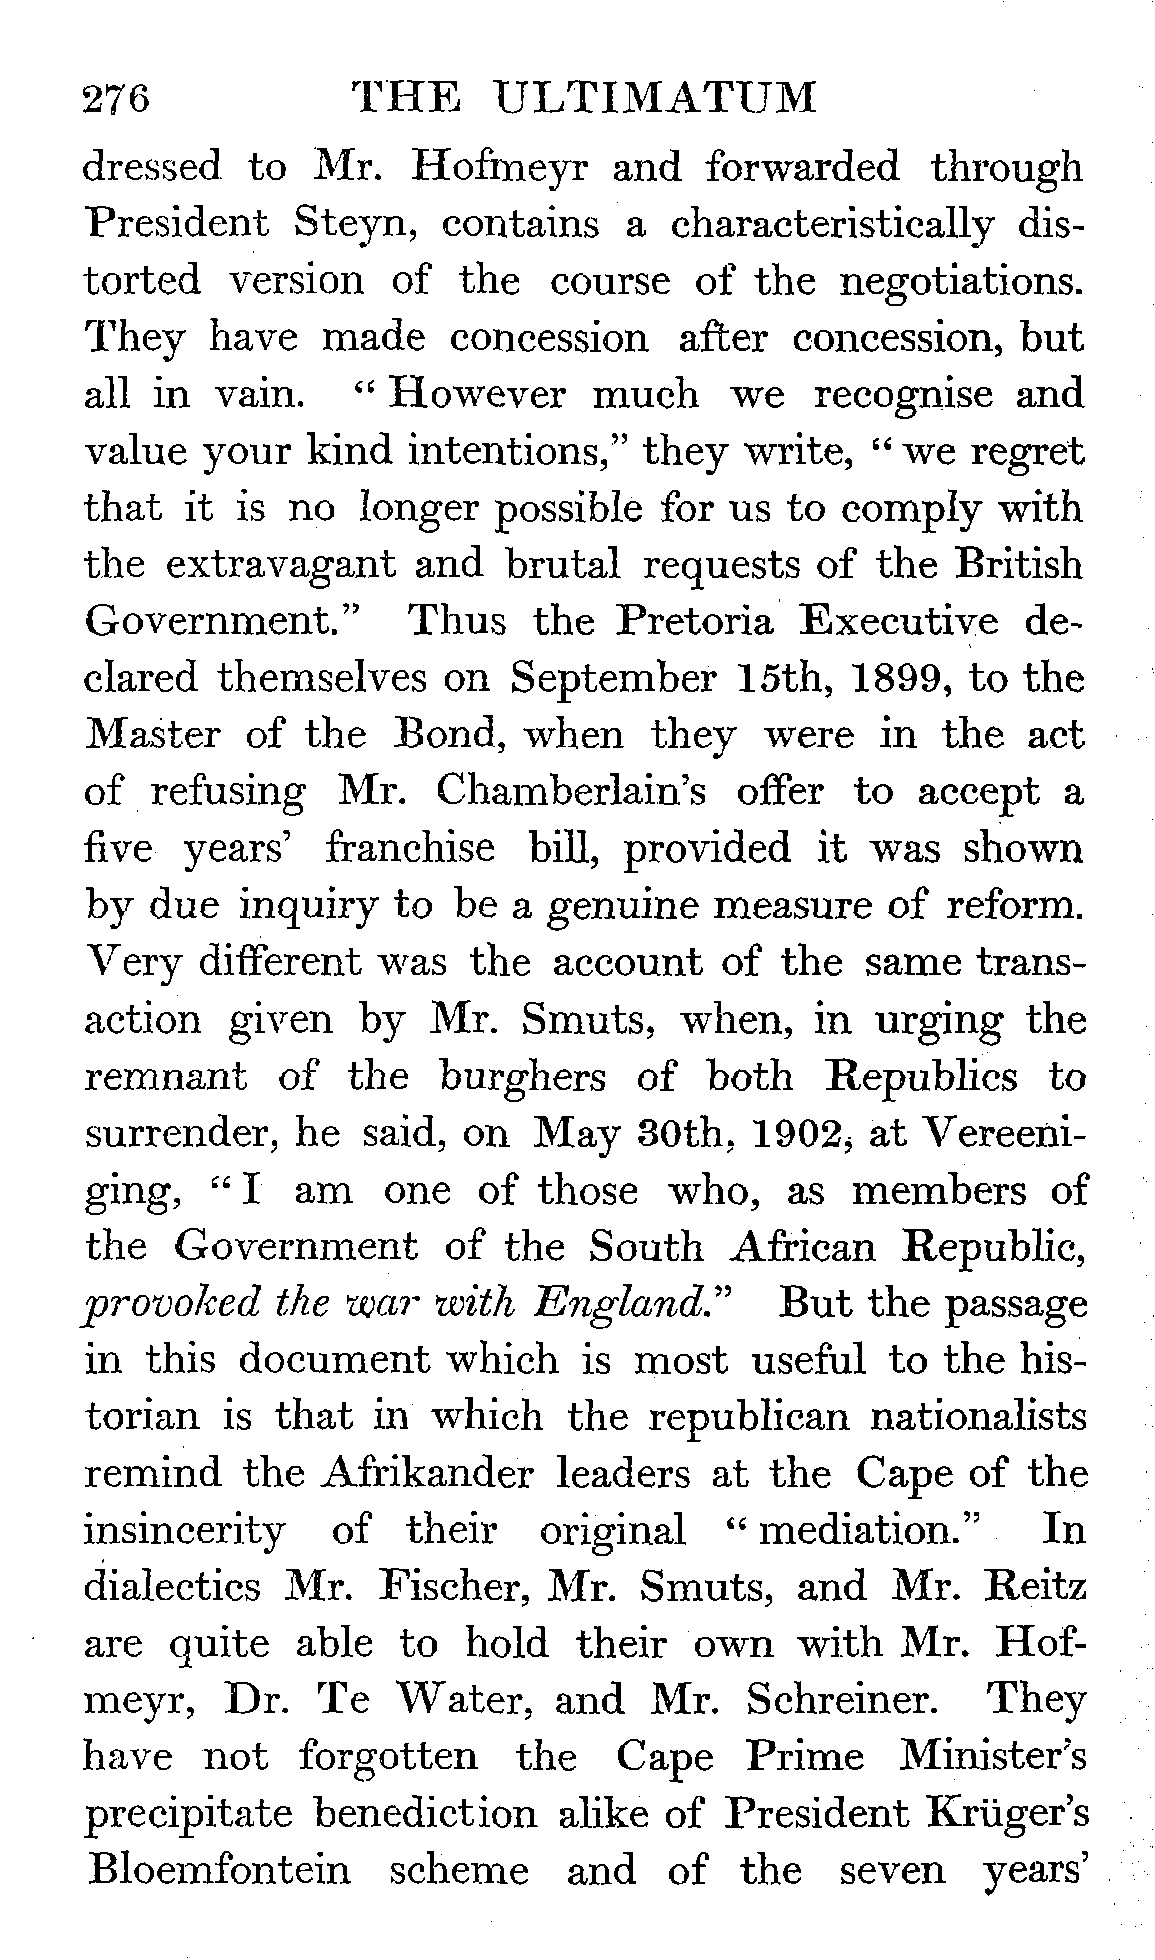 276 THE ULTIMATUM
dressed to Mr. Hofmeyr and forwarded through
President Steyn, contains a characteristically dis-
torted version of the course of the negotiations.
They have made concession after concession, but
all in vain. “ However much we recognise and
value your kind intentions,” they write, “ we regret
that it is no longer possible for us to comply with
the extravagant and brutal requests of the British
Government.” Thus the Pretoria Executive de-
clared themselves on September 15th, 1899, to the
Master of the Bond, when they were in the act
of refusing Mr. Chamberlain’s offer to accept a
five years’ franchise bill, provided it was shown
by due inquiry to be a genuine measure of reform.
Very different was the account of the same trans-
action given by Mr. Smuts, when, in urging the
remnant of the burghers of both Republics to
surrender, he said, on May 30th, 1902, at Vereeni-
ging, “ I am one of those who, as members of
the Government of the South African Republic,
provoked the war with England.” But the passage
in this document which is most useful to the his-
torian is that in which the republican nationalists
remind the Afrikander leaders at the Cape of the
insincerity of their original “ mediation.” In
dialectics Mr. Fischer, Mr. Smuts, and Mr. Reitz
are quite able to hold their own with Mr. Hof-
meyr, Dr. Te Water, and Mr. Schreiner. They
have not forgotten the Cape Prime Minister’s
precipitate benediction alike of President Krüger’s
Bloemfontein scheme and of the seven years’